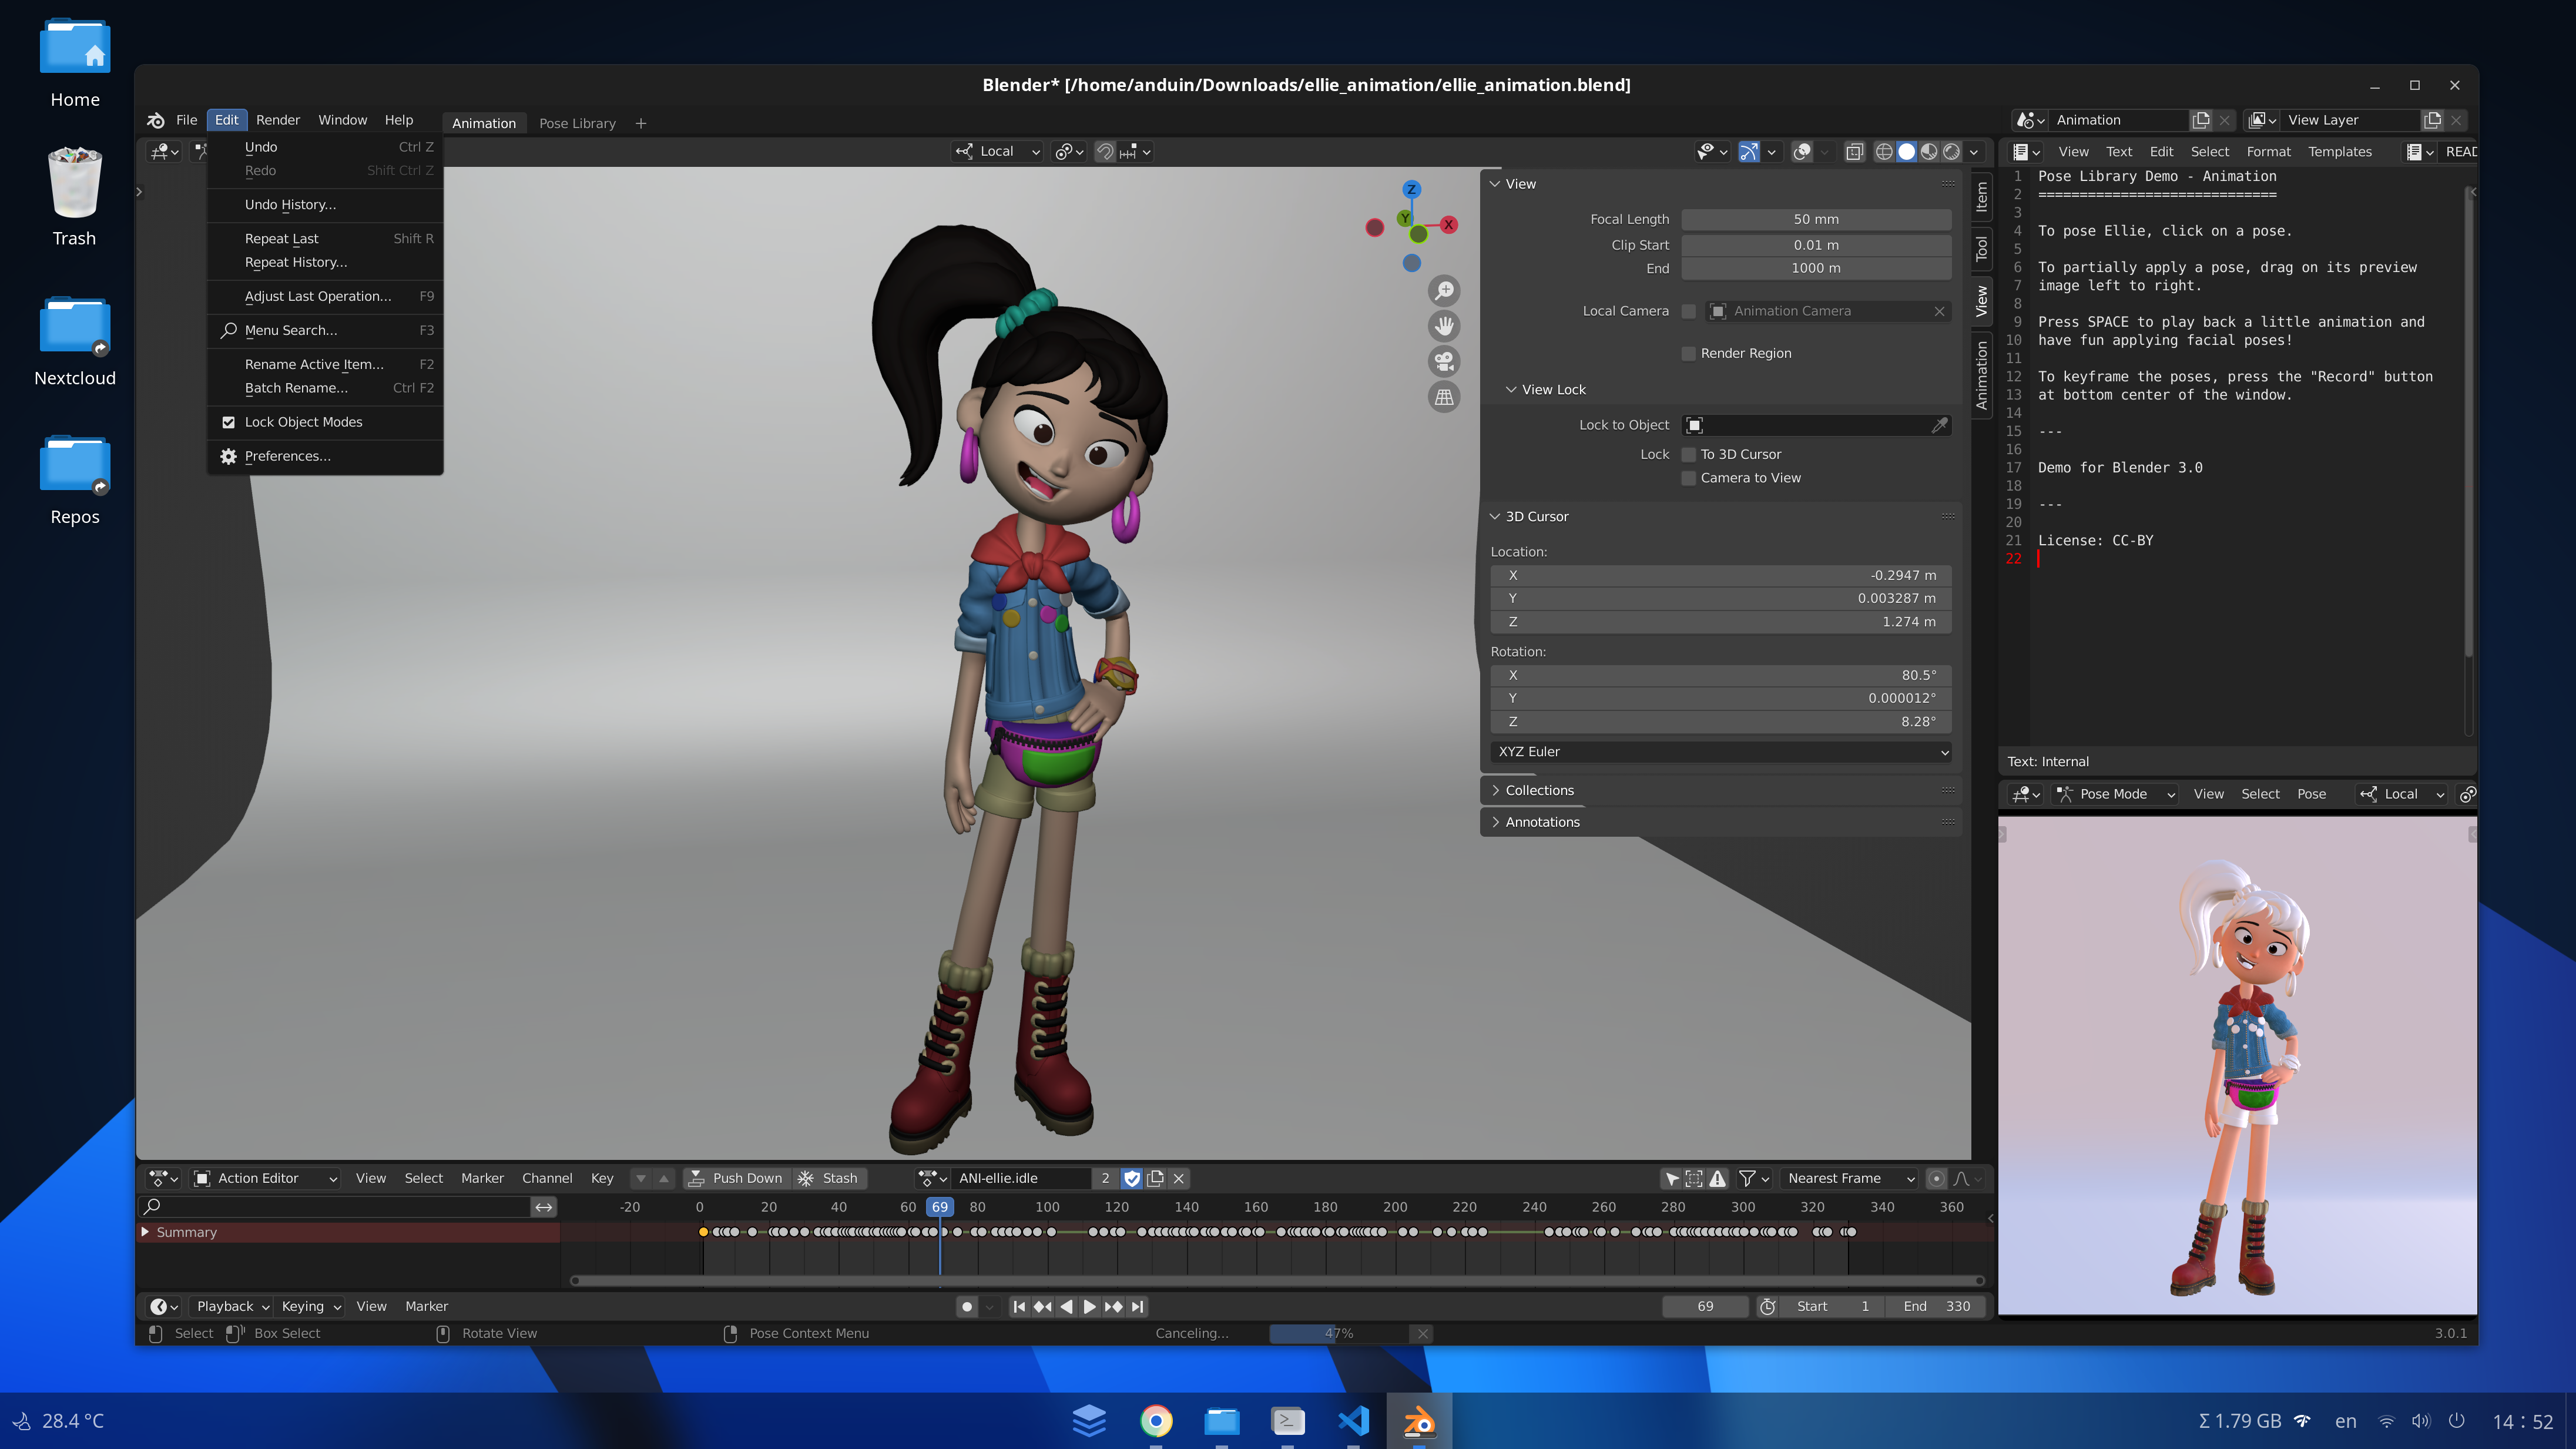 Home
Trash
Nextcloud
Repos
Blender* [/home/anduin/Downloads/ellie_animation/ellie_animation.blend]
File Edit Render Window Help Animation Pose Library + Animation View Layer
Undo Ctrl Z
Redo Shift Ctrl Z
Undo History...
Repeat Last Shift R
Repeat History...
Adjust Last Operation... F9
Menu Search... F3
Rename Active Item... F2
Batch Rename... Ctrl F2
Lock Object Modes
Preferences...
Local
Z
Y
X
View
Focal Length 50 mm
Clip Start 0.01 m
End 1000 m
Local Camera Animation Camera
Render Region
View Lock
Lock to Object
Lock To 3D Cursor
Camera to View
3D Cursor
Location:
X -0.2947 m
Y 0.003287 m
Z 1.274 m
Rotation:
X 80.5°
Y 0.000012°
Z 8.28°
XYZ Euler
Collections
Annotations
Item
Tool
View
Animation
View Text Edit Select Format Templates READ
1 Pose Library Demo - Animation
2 =============================
3
4 To pose Ellie, click on a pose.
5
6 To partially apply a pose, drag on its preview
7 image left to right.
8
9 Press SPACE to play back a little animation and
10 have fun applying facial poses!
11
12 To keyframe the poses, press the "Record" button
13 at bottom center of the window.
14
15 ---
16
17 Demo for Blender 3.0
18
19 ---
20
21 License: CC-BY
22
Text: Internal
Pose Mode View Select Pose Local
Action Editor View Select Marker Channel Key Push Down Stash ANI-ellie.idle 2 Nearest Frame
-20 0 20 40 60 69 80 100 120 140 160 180 200 220 240 260 280 300 320 340 360
Summary
Playback Keying View Marker 69 Start 1 End 330
Select Box Select Rotate View Pose Context Menu Canceling... 47% 3.0.1
28.4 °C Σ 1.79 GB en 14 : 52